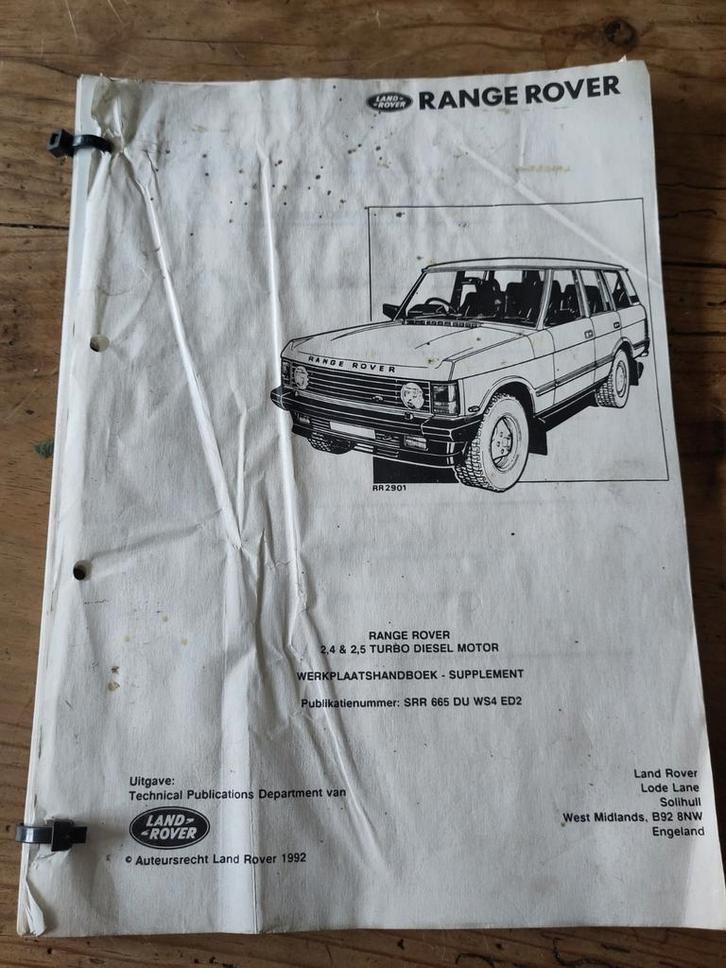 LAND-
-ROVER
RANGE ROVER
RANGE ROVER
RR2901
RANGE ROVER
2,4 & 2,5 TURBO DIESEL MOTOR
WERKPLAATSHANDBOEK - SUPPLEMENT
Publikatienummer: SRR 665 DU WS4 ED2
Uitgave:
Technical Publications Department van
LAND-
-ROVER
© Auteursrecht Land Rover 1992
Land Rover
Lode Lane
Solihull
West Midlands, B92 8NW
Engeland